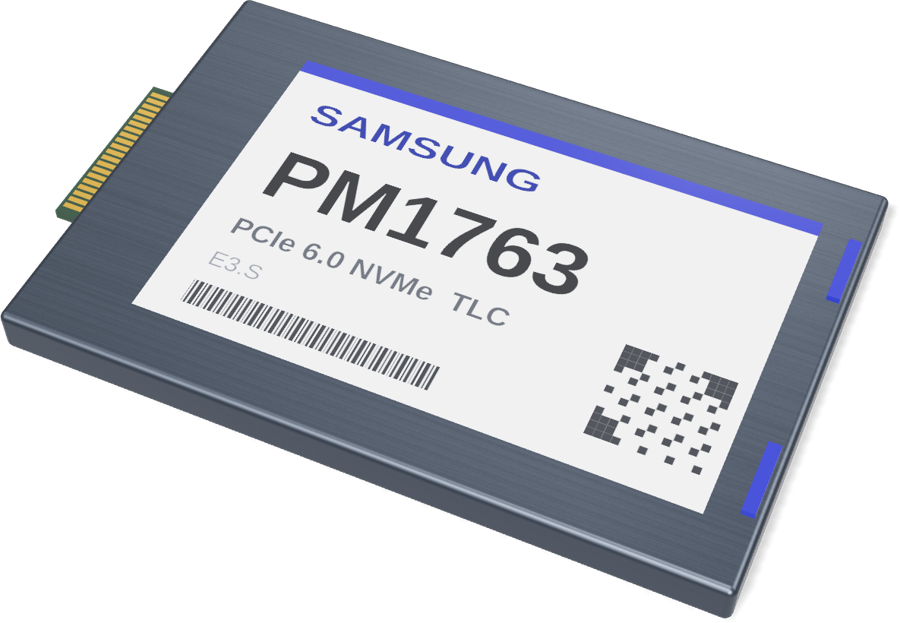 SAMSUNG
PM1763
PCIe 6.0 NVMe TLC
E3.S